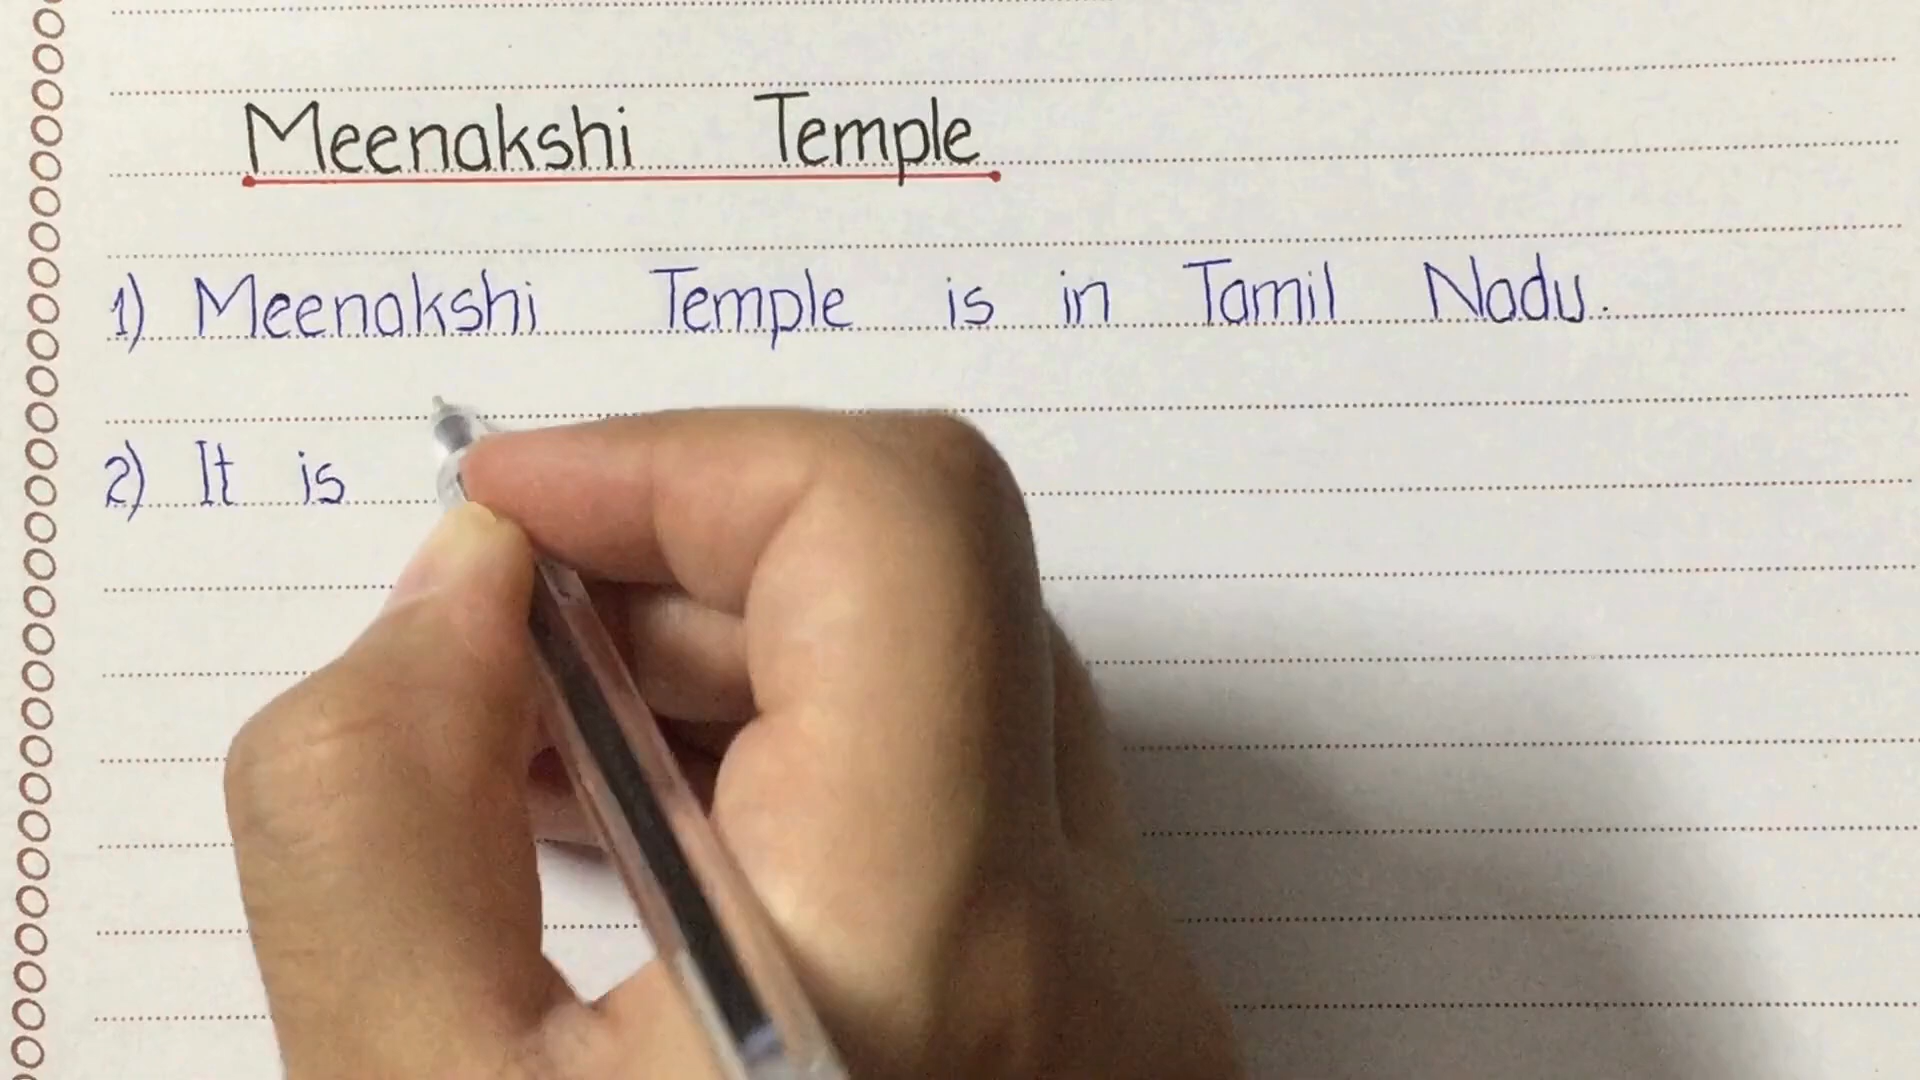 Meenakshi Temple
1) Meenakshi Temple is in Tamil Nadu.
2) It is